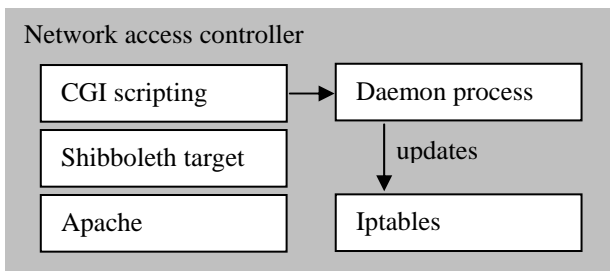 Network access controller
CGI scripting
Daemon process
Shibboleth target
updates
Apache
Iptables